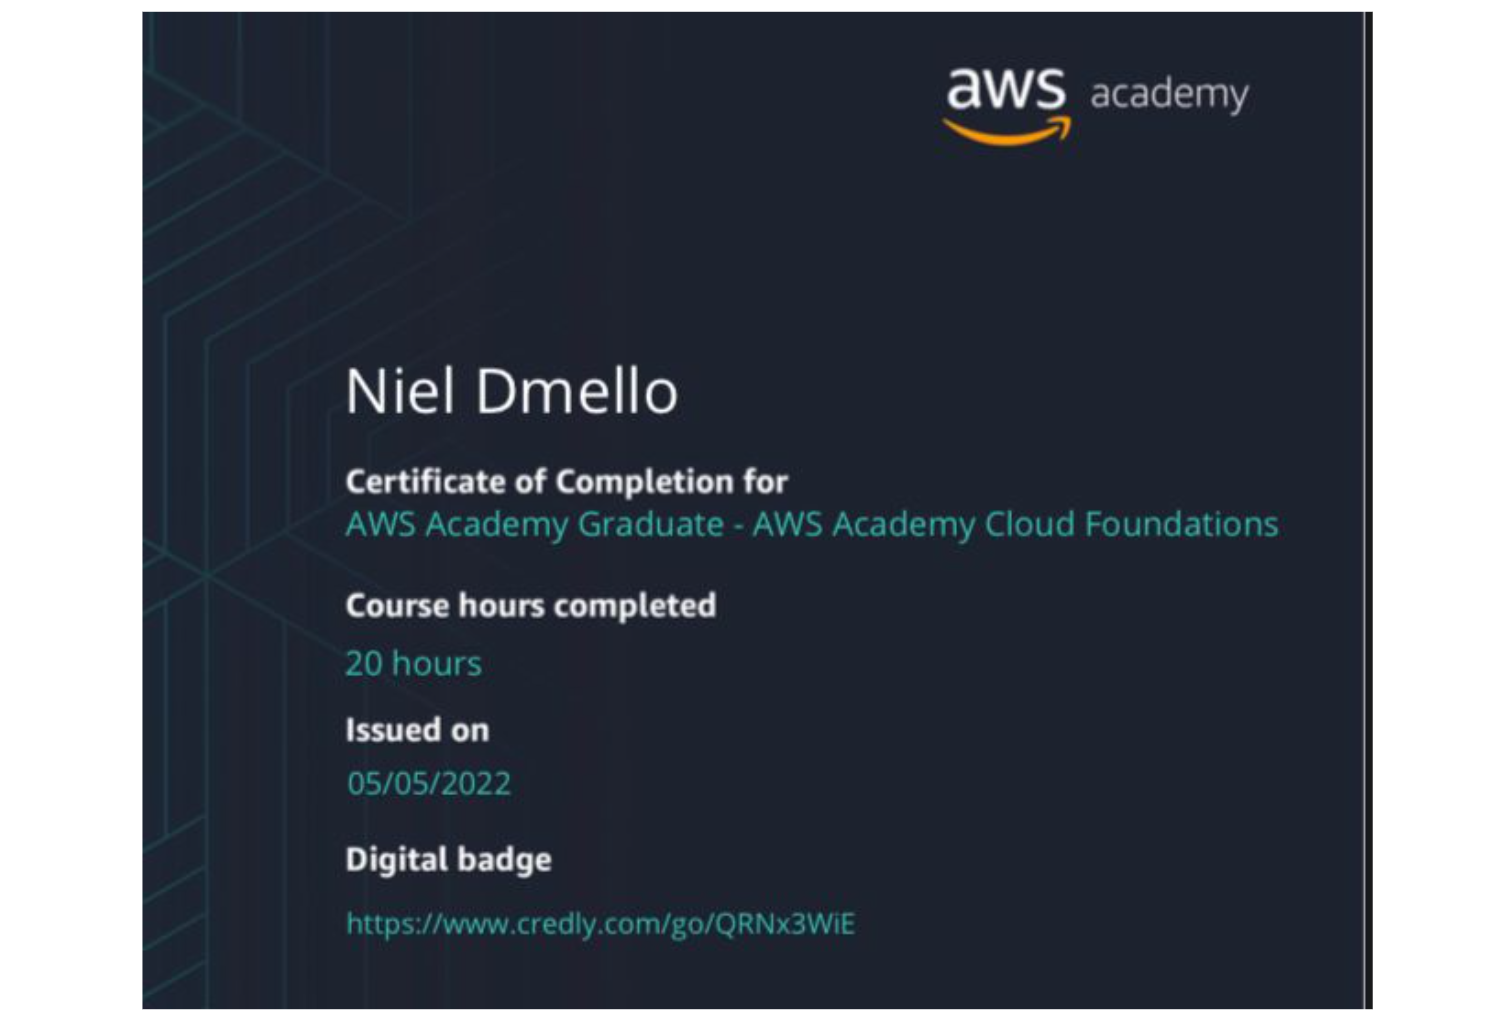 aws academy
Niel Dmello
Certificate of Completion for
AWS Academy Graduate - AWS Academy Cloud Foundations
Course hours completed
20 hours
Issued on
05/05/2022
Digital badge
https://www.credly.com/go/QRNx3WiE